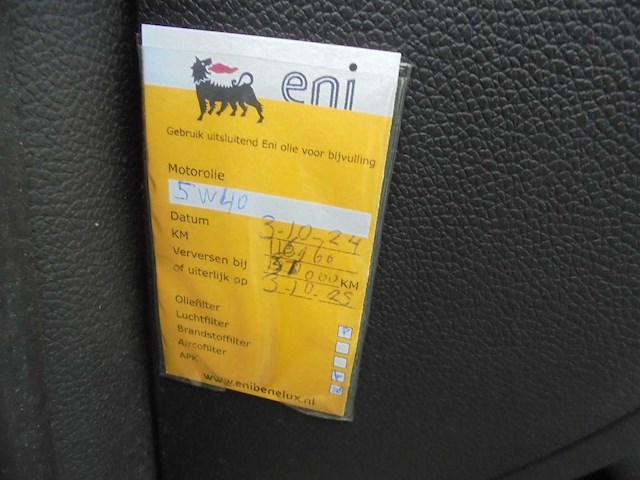 eni
Gebruik uitsluitend Eni olie voor bijvulling
Motorolie
5W40
Datum 3-10-24
KM
Verversen bij 000 KM
of uiterlijk op 3-10-25
Oliefilter
Luchtfilter
Brandstoffilter
Aircofilter
APK
www.enibenelux.nl